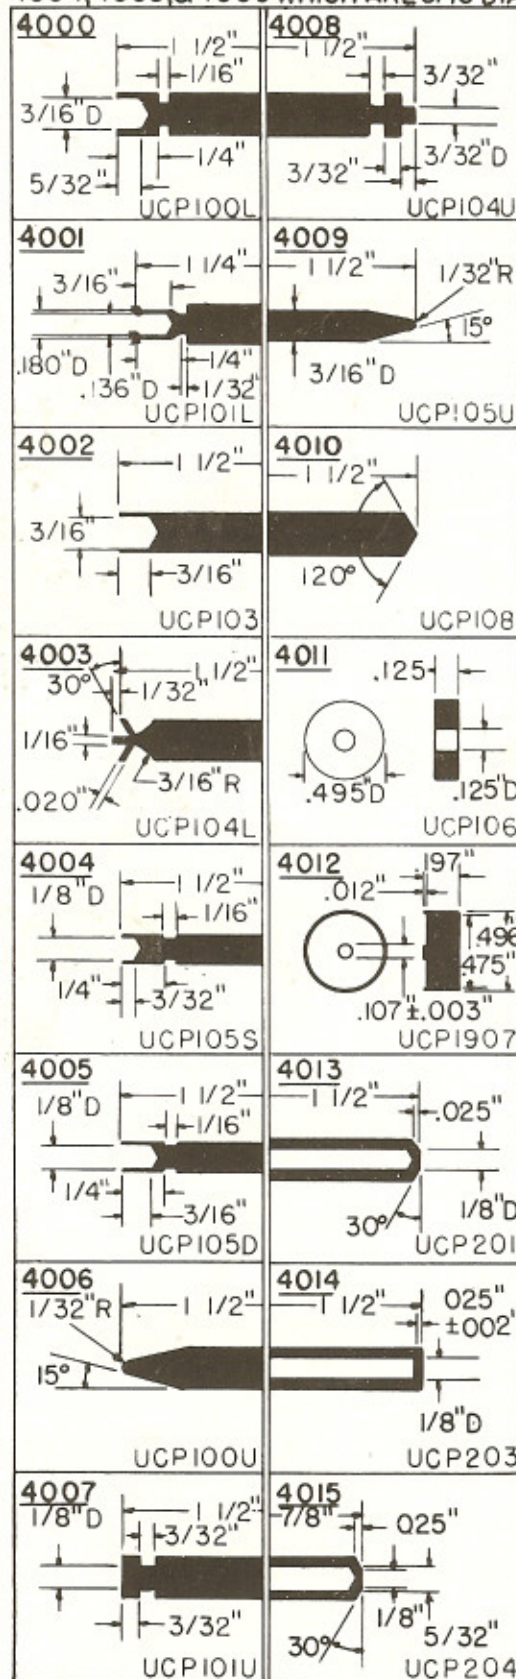 4000
1 1/2"
1/16"
3/16"D
1/4"
5/32"
UCP100L
4008
1 1/2"
3/32"
3/32"D
3/32"
UCP104U
4001
1 1/4"
3/16"
.180"D
.136"D
1/4"
1/32"
UCP101L
4009
1 1/2"
1/32"R
15°
3/16"D
UCP105U
4002
1 1/2"
3/16"
3/16"
UCP103
4010
1 1/2"
120°
UCP108
4003
1 1/2"
30°
1/32"
1/16"
.020"
3/16"R
UCP104L
4011
.125
.495"D
.125"D
UCP106
4004
1/8"D
1 1/2"
1/16"
1/4"
3/32"
UCP105S
4012
.197"
.012"
.475"
.107"±.003"
UCP1907
4005
1/8"D
1 1/2"
1/16"
1/4"
3/16"
UCP105D
4013
1 1/2"
.025"
1/8"D
30°
UCP201
4006
1/32"R
1 1/2"
15°
UCP100U
4014
1 1/2"
025"
±002"
1/8"D
UCP203
4007
1/8"D
1 1/2"
3/32"
3/32"
UCP101U
4015
7/8"
025"
1/8"
5/32"
30°
UCP204